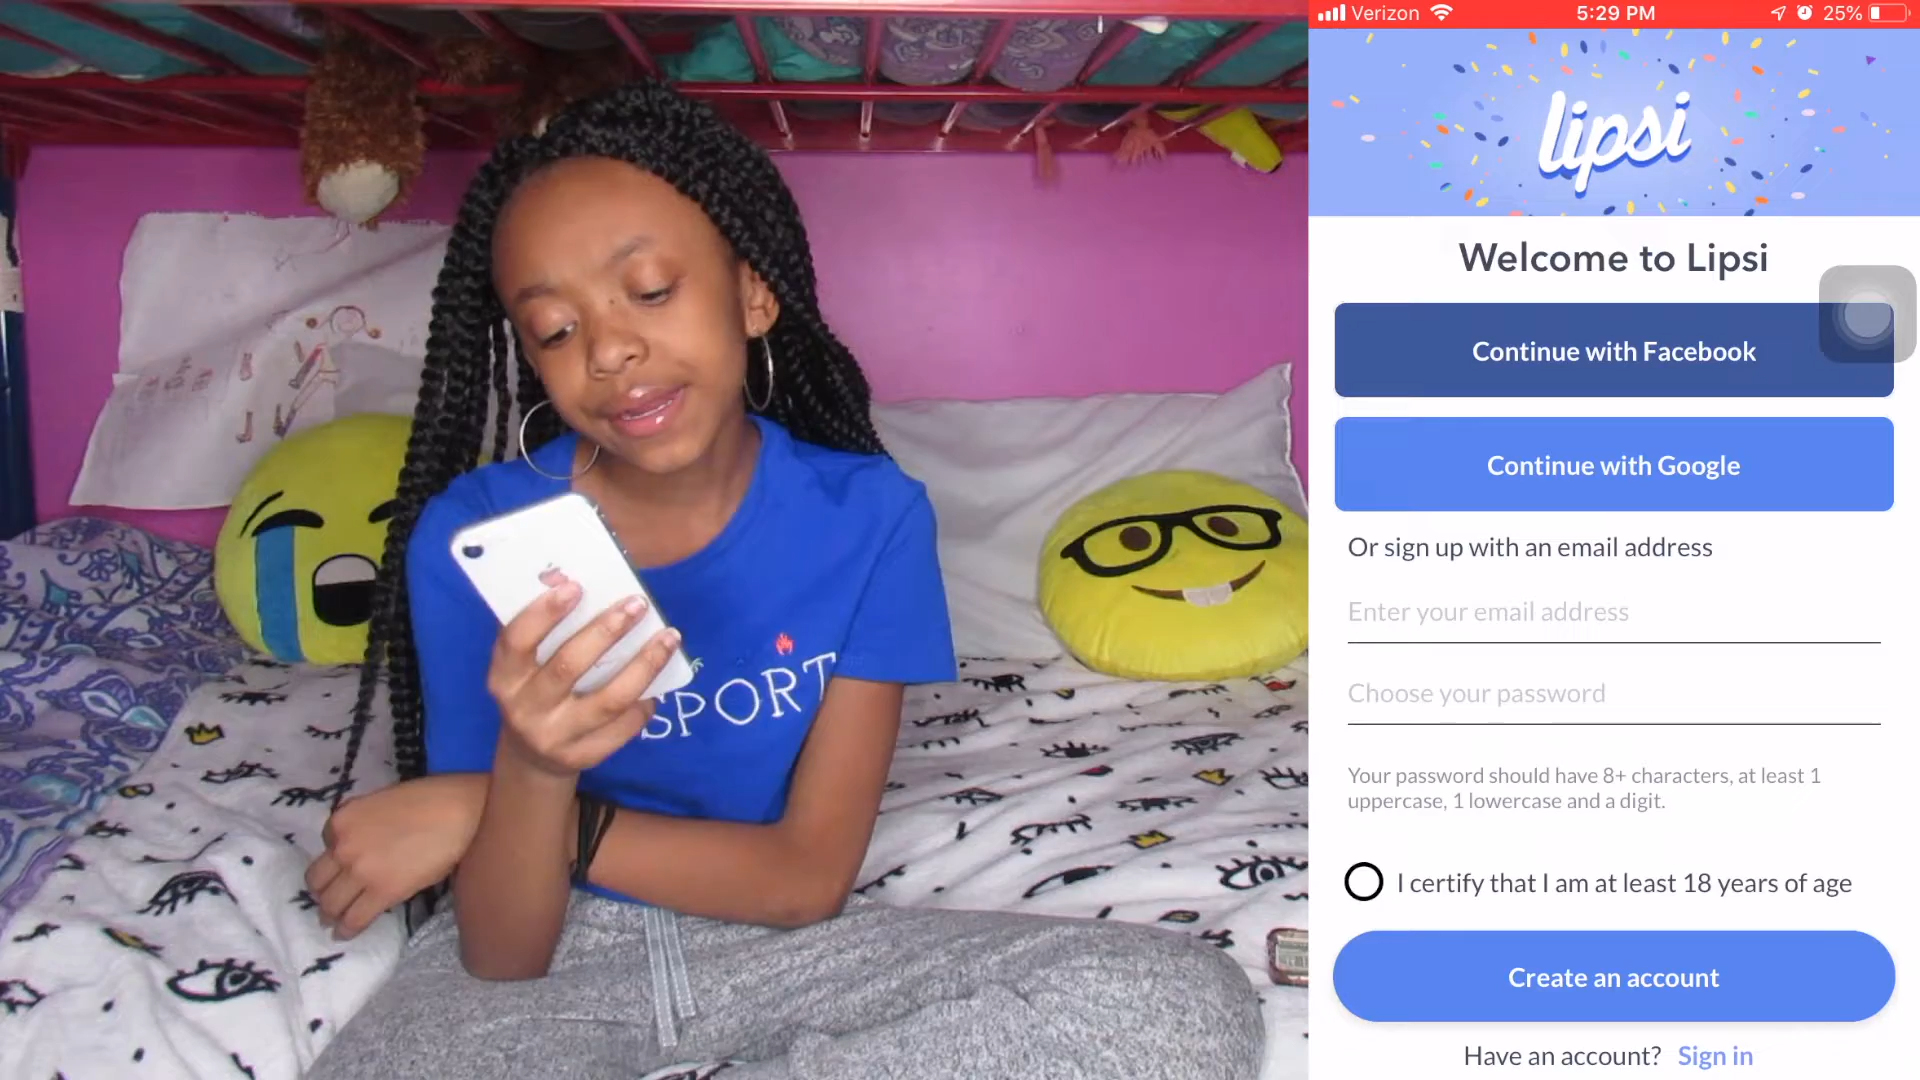 SPORT
Verizon 5:29 PM 25%
lipsi
Welcome to Lipsi
Continue with Facebook
Continue with Google
Or sign up with an email address
Enter your email address
Choose your password
Your password should have 8+ characters, at least 1
uppercase, 1 lowercase and a digit.
I certify that I am at least 18 years of age
Create an account
Have an account? Sign in